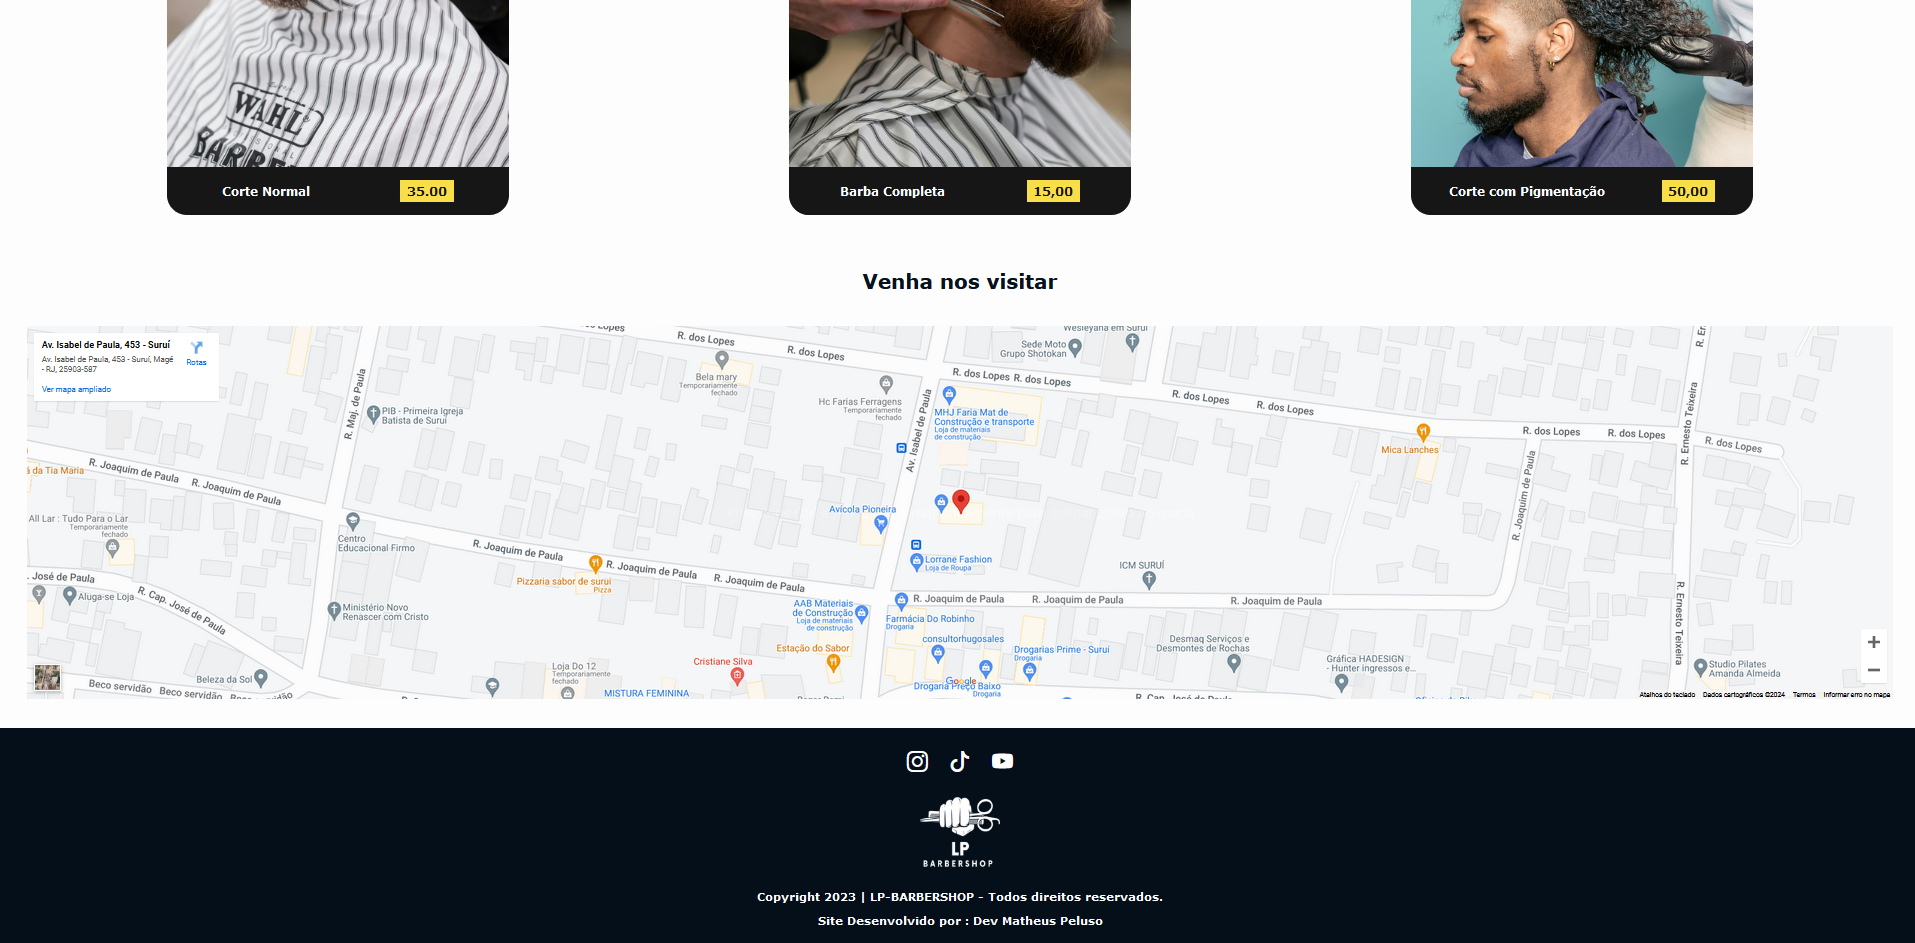 WAHL
Corte Normal
35.00
Barba Completa
15,00
Corte com Pigmentação
50,00
Venha nos visitar
Av. Isabel de Paula, 453 - Suruí
Av. Isabel de Paula, 453 - Suruí, Magé
- RJ, 25903-587
Rotas
Ver mapa ampliado
R. dos Lopes
R. dos Lopes
Sede Moto
Grupo Shotokan
Wesleyana em Suruí
Bela mary
Temporariamente
fechado
Hc Farias Ferragens
Temporariamente
fechado
R. dos Lopes
R. dos Lopes
R. dos Lopes
R. dos Lopes
R. dos Lopes
R. dos Lopes
R. dos Lopes
R. Maj. de Paula
PIB - Primeira Igreja
Batista de Suruí
Av. Isabel de Paula
MHJ Faria Mat de
Construção e transporte
Loja de materiais
de construção
Mica Lanches
R. Ernesto Teixeira
R. Joaquim de Paula
á da Tia Maria
R. Joaquim de Paula
R. Joaquim de Paula
All Lar : Tudo Para o Lar
Temporariamente
fechado
Centro
Educacional Firmo
Avícola Pioneira
R. Joaquim de Paula
R. Joaquim de Paula
R. Joaquim de Paula
Pizzaria sabor de surui
Pizza
Lorrane Fashion
Loja de Roupa
ICM SURUÍ
R. Joaquim de Paula
R. Joaquim de Paula
R. Joaquim de Paula
. José de Paula
Aluga-se Loja
R. Cap. José de Paula
Ministério Novo
Renascer com Cristo
AAB Materiais
de Construção
Loja de materiais
de construção
Farmácia Do Robinho
Drogaria
consultorhugosales
Drogarias Prime - Suruí
Drogaria
Desmaq Serviços e
Desmontes de Rochas
R. Ernesto Teixeira
Estação do Sabor
Cristiane Silva
Loja Do 12
Temporariamente
fechado
MISTURA FEMININA
Beleza da Sol
Beco servidão
Beco servidão
Google
Drogaria Preço Baixo
Drogaria
Gráfica HADESIGN
- Hunter ingressos e...
Studio Pilates
Amanda Almeida
R. Cap. José de Paula
Atalhos do teclado
Dados cartográficos ©2024
Termos
Informar erro no mapa
LP
BARBERSHOP
Copyright 2023 | LP-BARBERSHOP - Todos direitos reservados.
Site Desenvolvido por : Dev Matheus Peluso